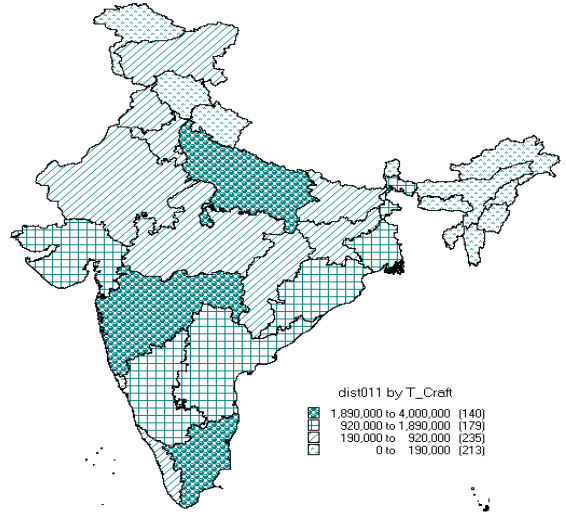 dist011 by T_Craft
1,890,000 to 4,000,000 (140)
920,000 to 1,890,000 (179)
190,000 to 920,000 (235)
0 to 190,000 (213)